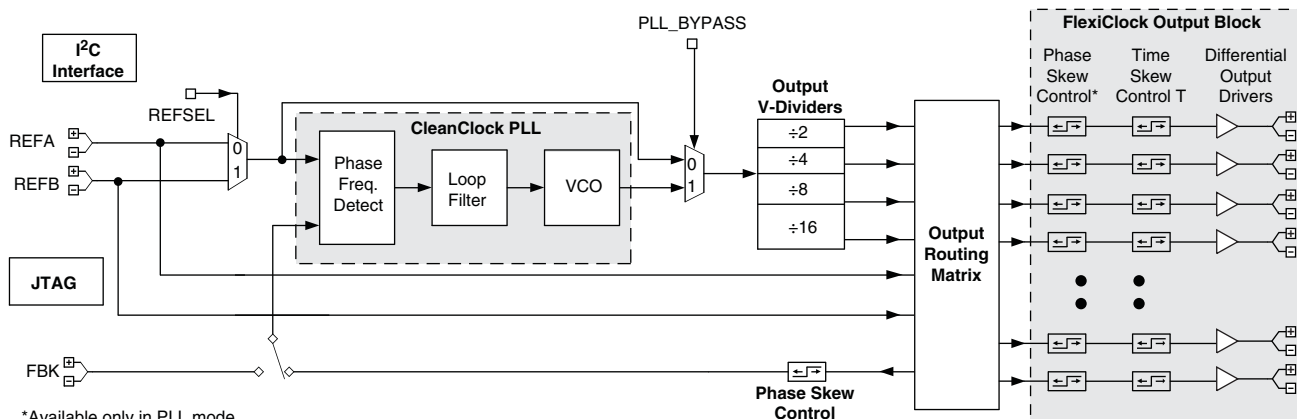 I²C
Interface
REFSEL
REFA
+
−
REFB
+
−
0
1
JTAG
FBK
+
−
*Available only in PLL mode
CleanClock PLL
Phase
Freq.
Detect
Loop
Filter
VCO
PLL_BYPASS
0
1
Output
V-Dividers
÷2
÷4
÷8
÷16
Phase Skew
Control
Output
Routing
Matrix
FlexiClock Output Block
Phase
Skew
Control*
Time
Skew
Control T
Differential
Output
Drivers
+
−
+
−
+
−
+
−
+
−
+
−